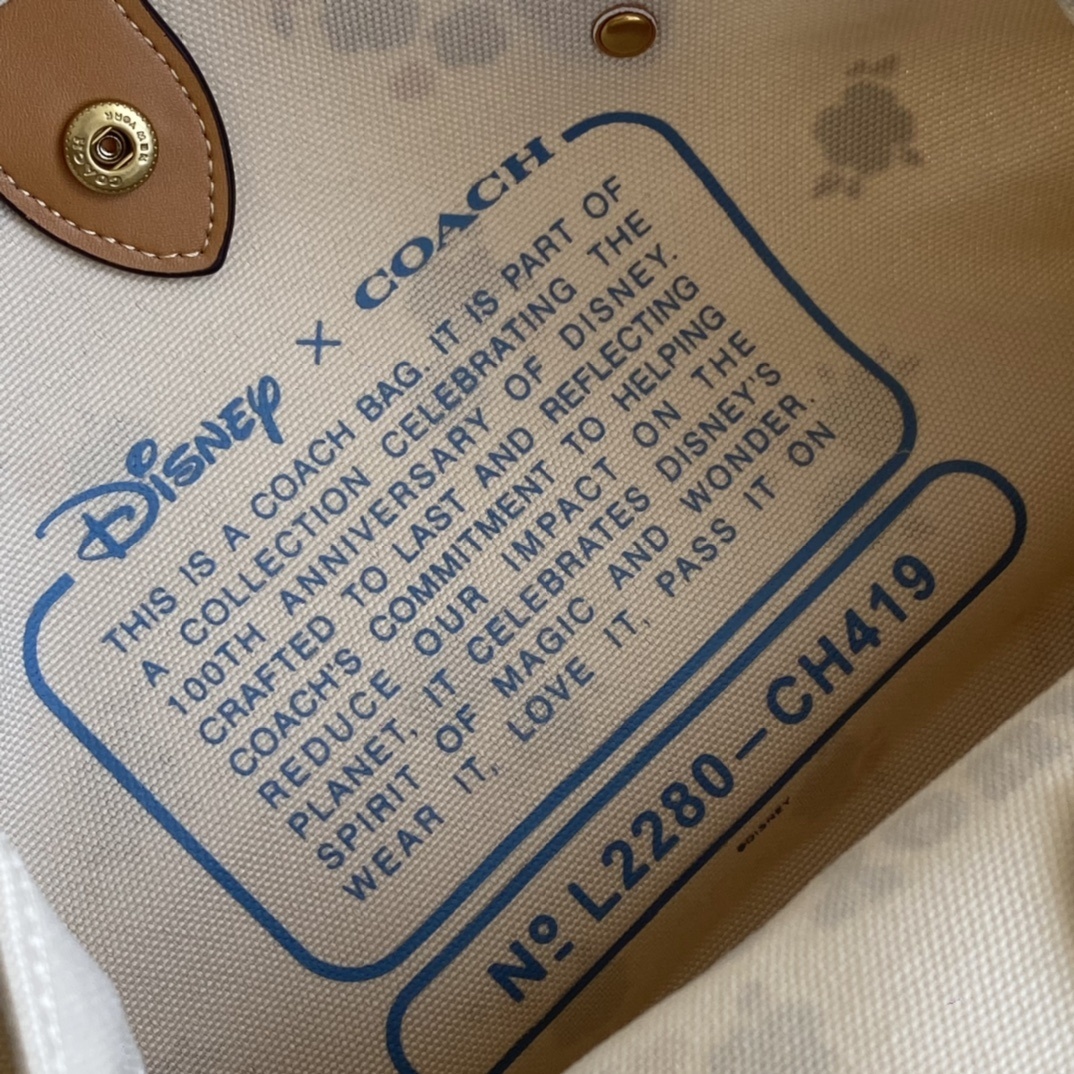 COACH
NEW YORK
DISNEY × COACH
THIS IS A COACH BAG. IT IS PART OF
A COLLECTION CELEBRATING THE
100TH ANNIVERSARY OF DISNEY.
CRAFTED TO LAST AND REFLECTING
COACH'S COMMITMENT TO HELPING
REDUCE OUR IMPACT ON THE
PLANET, IT CELEBRATES DISNEY'S
SPIRIT OF MAGIC AND WONDER.
WEAR IT, LOVE IT, PASS IT ON
Nº L2280–CH419
©DISNEY